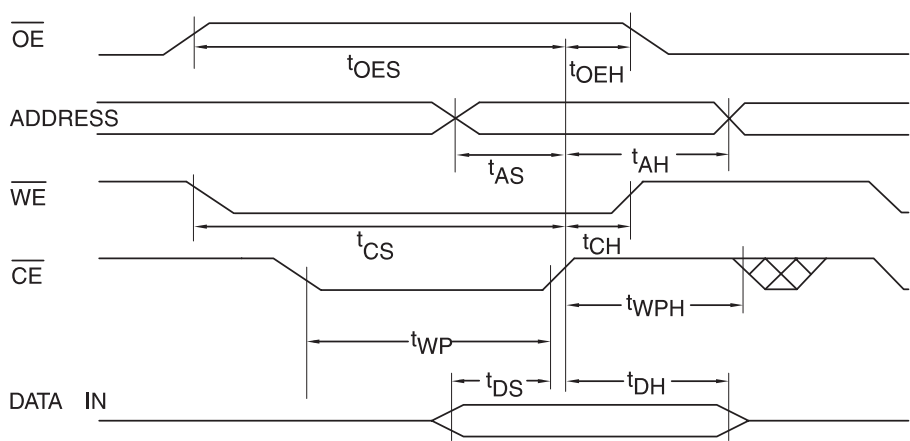 OE
tOES
tOEH
ADDRESS
tAS
tAH
WE
tCS
tCH
CE
tWPH
tWP
tDS
tDH
DATA IN